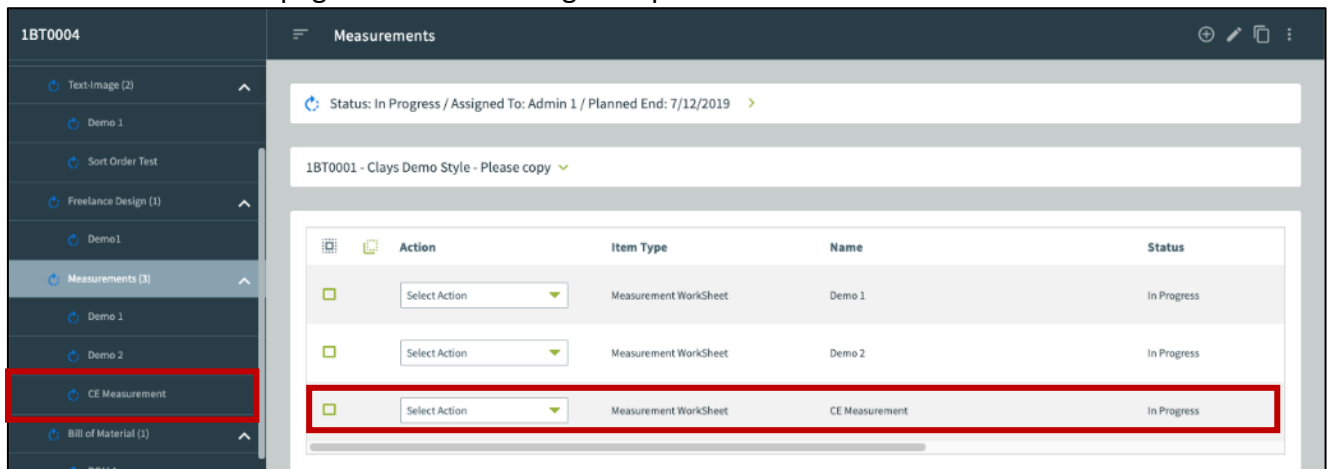 1BT0004
Measurements
Text-Image (2)
Demo 1
Sort Order Test
Freelance Design (1)
Demo1
Measurements (3)
Demo 1
Demo 2
CE Measurement
Bill of Material (1)
Status: In Progress / Assigned To: Admin 1 / Planned End: 7/12/2019
1BT0001 - Clays Demo Style - Please copy
Action Item Type Name Status
Select Action Measurement WorkSheet Demo 1 In Progress
Select Action Measurement WorkSheet Demo 2 In Progress
Select Action Measurement WorkSheet CE Measurement In Progress